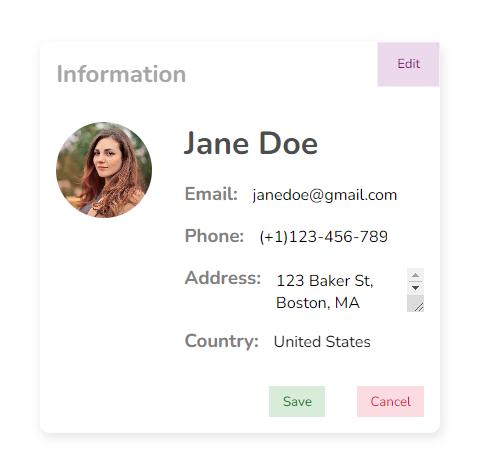 Information
Edit
Jane Doe
Email: janedoe@gmail.com
Phone: (+1)123-456-789
Address: 123 Baker St,
Boston, MA
Country: United States
Save
Cancel